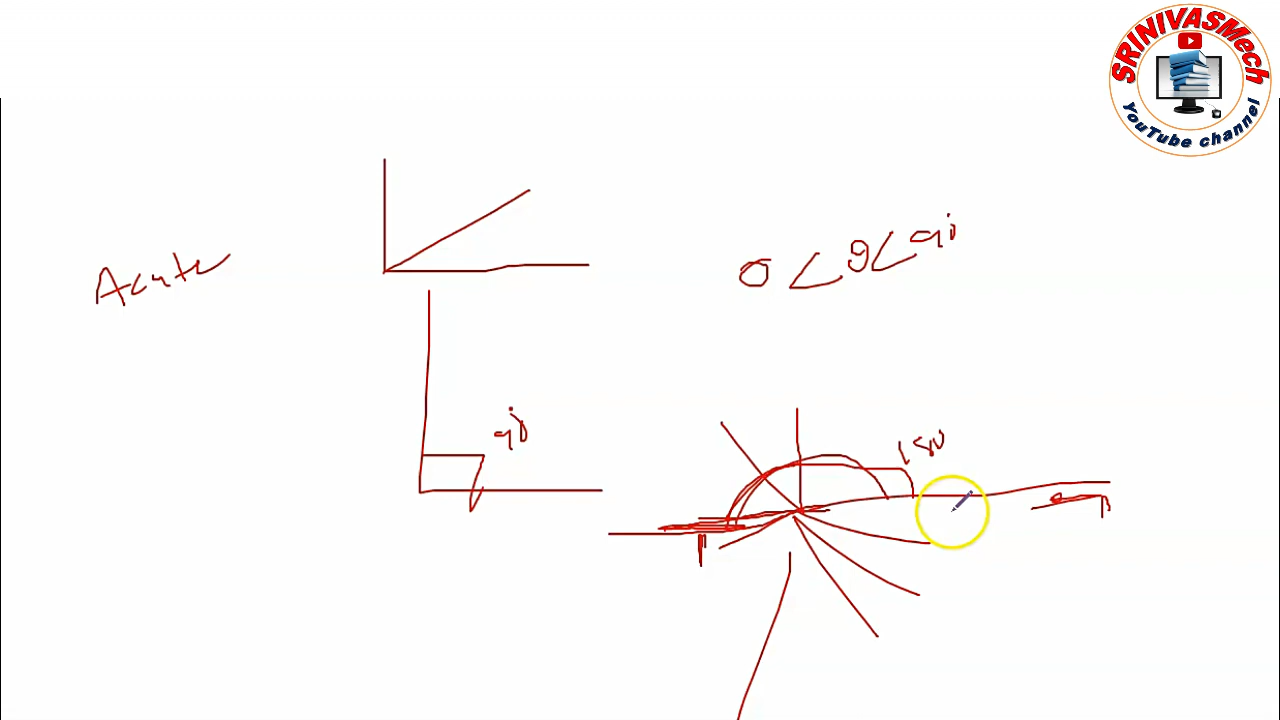 SRINIVASMech
YouTube channel
Acute
0 < θ < 90
90
180